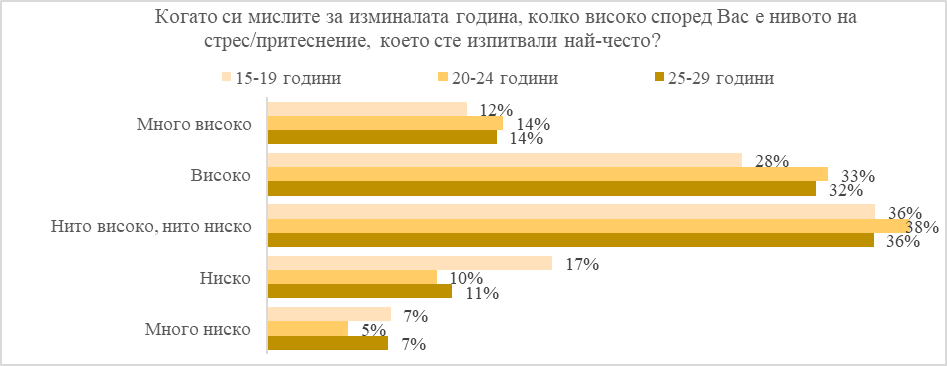 Когато си мислите за изминалата година, колко високо според Вас е нивото на
стрес/притеснение, което сте изпитвали най-често?
15-19 години 20-24 години 25-29 години
Много високо
12%
14%
14%
Високо
28%
33%
32%
Нито високо, нито ниско
36%
38%
36%
Ниско
17%
10%
11%
Много ниско
7%
5%
7%